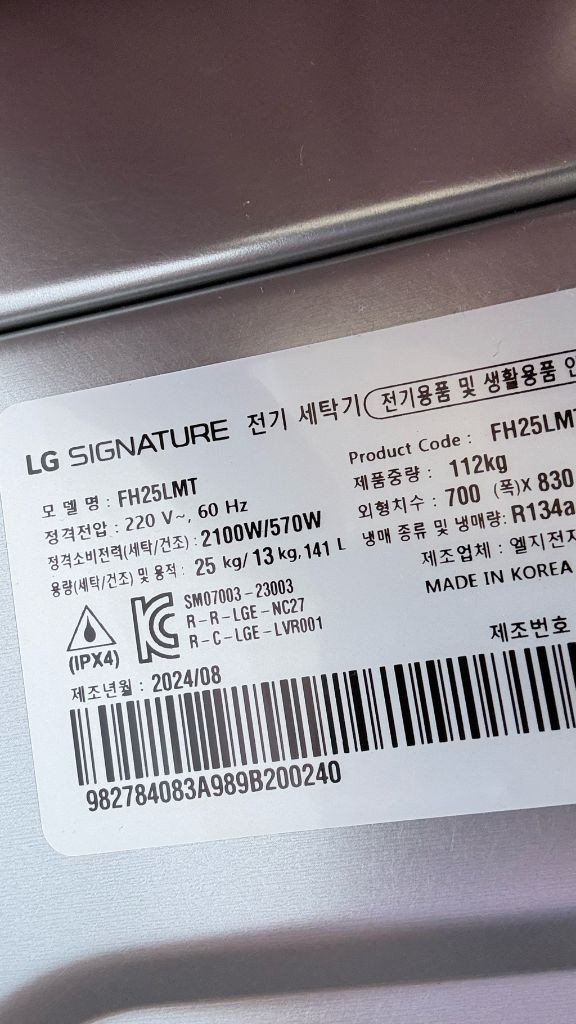 LG SIGNATURE 전기 세탁기 전기용품 및 생활용품
모 델 명 : FH25LMT
정격전압 : 220 V~, 60 Hz
정격소비전력(세탁/건조) : 2100W/570W
용량(세탁/건조) 및 용적 : 25 kg/ 13 kg, 141 L
Product Code : FH25LMT
제품중량 : 112kg
외형치수 : 700 (폭)X 830
냉매 종류 및 냉매량: R134a
제조업체 : 엘지전자
MADE IN KOREA
(IPX4)
SM07003-23003
R-R-LGE-NC27
R-C-LGE-LVR001
제조년월 : 2024/08
제조번호
982784083A989B200240